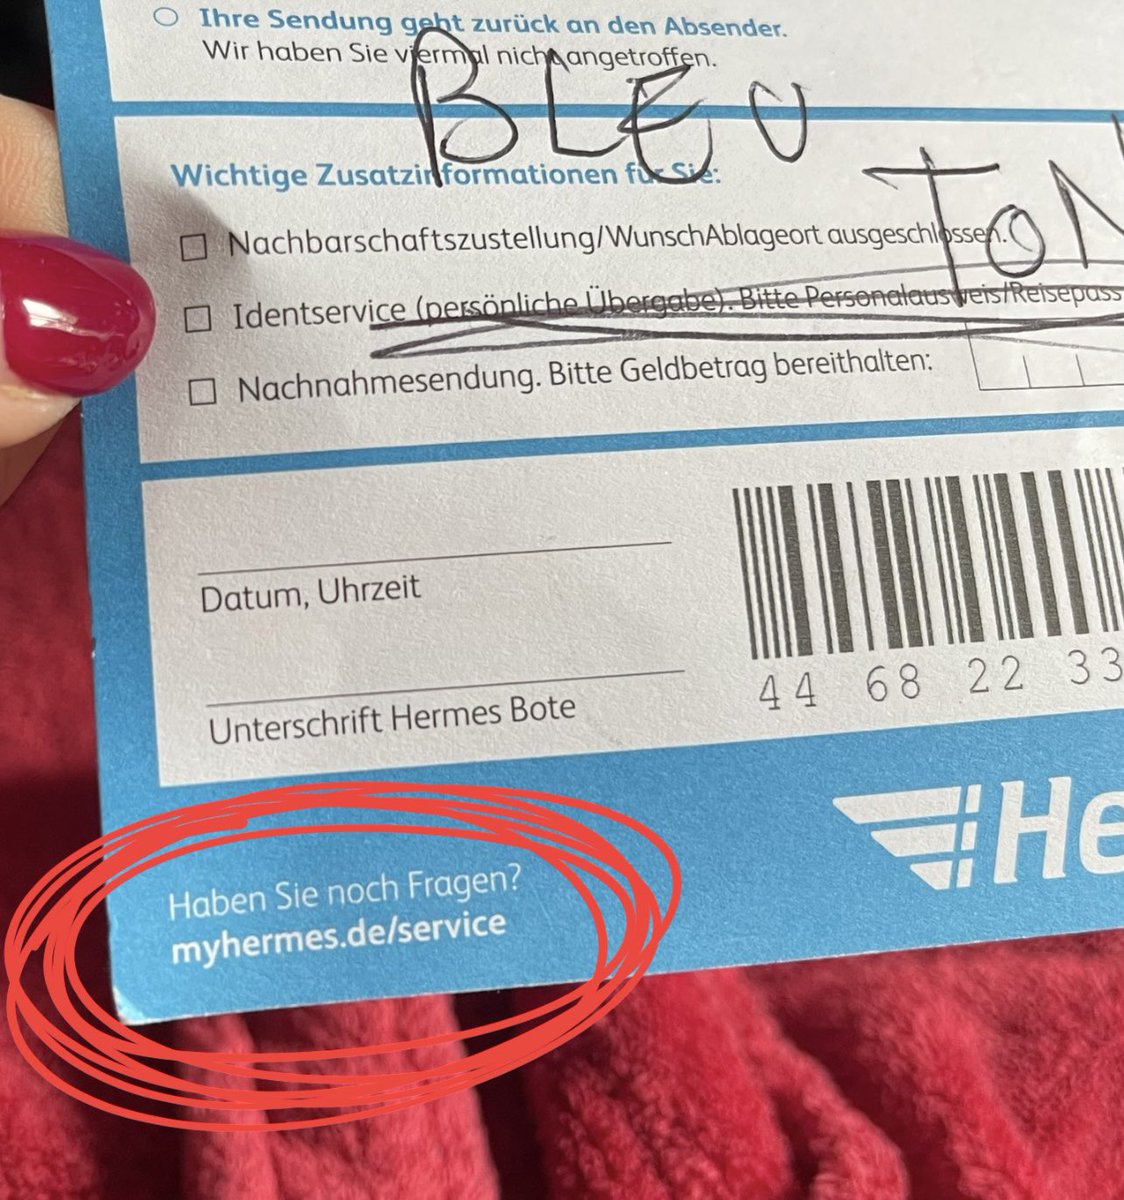 Ihre Sendung geht zurück an den Absender.
Wir haben Sie viermal nicht angetroffen.
BLEU
TON
Wichtige Zusatzinformationen für Sie:
Nachbarschaftszustellung/WunschAblageort ausgeschlossen.
Identservice (persönliche Übergabe). Bitte Personalausweis/Reisepass
Nachnahmesendung. Bitte Geldbetrag bereithalten:
Datum, Uhrzeit
Unterschrift Hermes Bote
44 68 22 33
He
Haben Sie noch Fragen?
myhermes.de/service